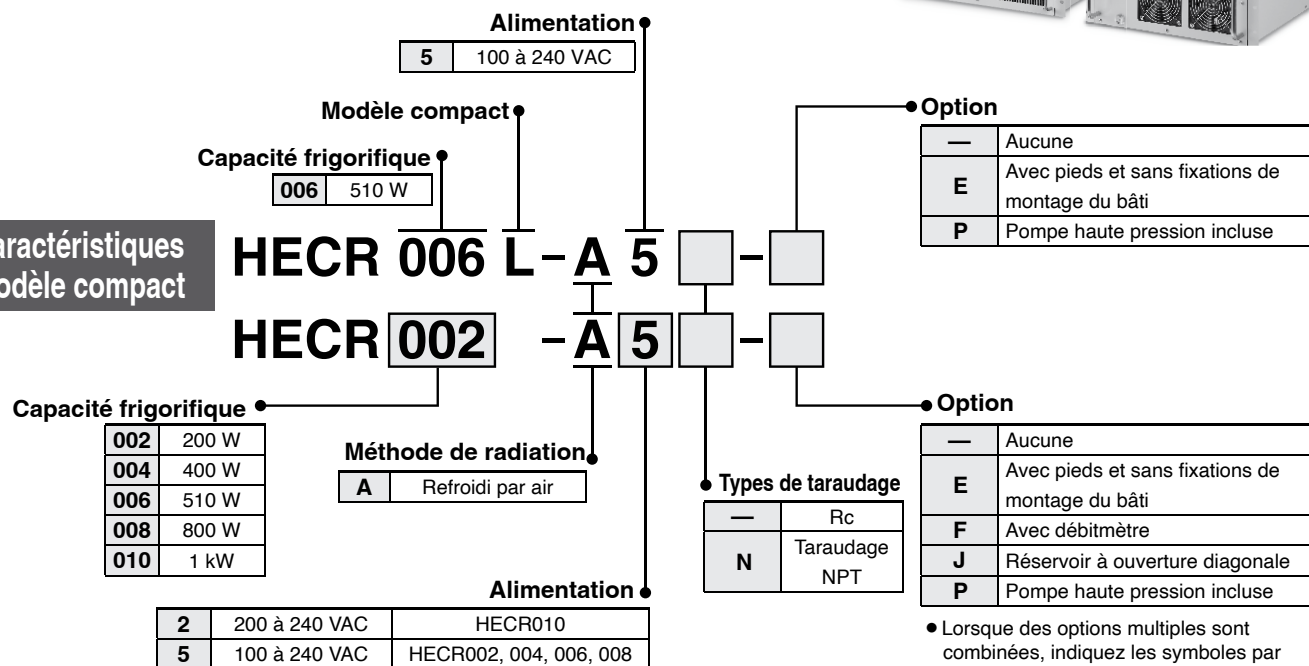 Alimentation
5 100 à 240 VAC
Modèle compact
Capacité frigorifique
006 510 W
Option
— Aucune
E Avec pieds et sans fixations de montage du bâti
P Pompe haute pression incluse
aractéristiques
odèle compact
HECR 006 L - A 5 -
HECR 002 - A 5 -
Capacité frigorifique
002 200 W
004 400 W
006 510 W
008 800 W
010 1 kW
Méthode de radiation
A Refroidi par air
Types de taraudage
— Rc
N Taraudage NPT
Option
— Aucune
E Avec pieds et sans fixations de montage du bâti
F Avec débitmètre
J Réservoir à ouverture diagonale
P Pompe haute pression incluse
Alimentation
2 200 à 240 VAC HECR010
5 100 à 240 VAC HECR002, 004, 006, 008
● Lorsque des options multiples sont
combinées, indiquez les symboles par